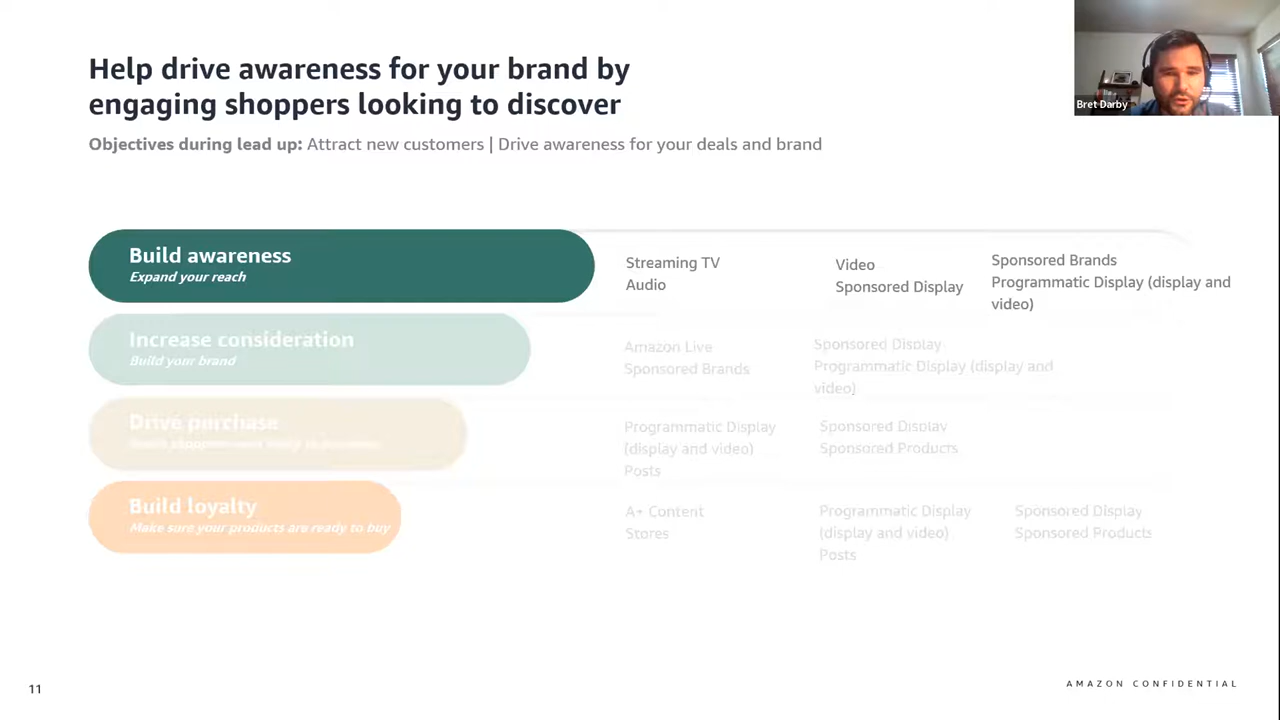 Help drive awareness for your brand by
engaging shoppers looking to discover
Objectives during lead up: Attract new customers | Drive awareness for your deals and brand
Bret Darby
Build awareness
Expand your reach
Streaming TV
Audio
Video
Sponsored Display
Sponsored Brands
Programmatic Display (display and
video)
Increase consideration
Build your brand
Amazon Live
Sponsored Brands
Sponsored Display
Programmatic Display (display and
video)
Drive purchase
Programmatic Display
(display and video)
Posts
Sponsored Display
Sponsored Products
Build loyalty
Make sure your products are ready to buy
A+ Content
Stores
Programmatic Display
(display and video)
Posts
Sponsored Display
Sponsored Products
11
AMAZON CONFIDENTIAL